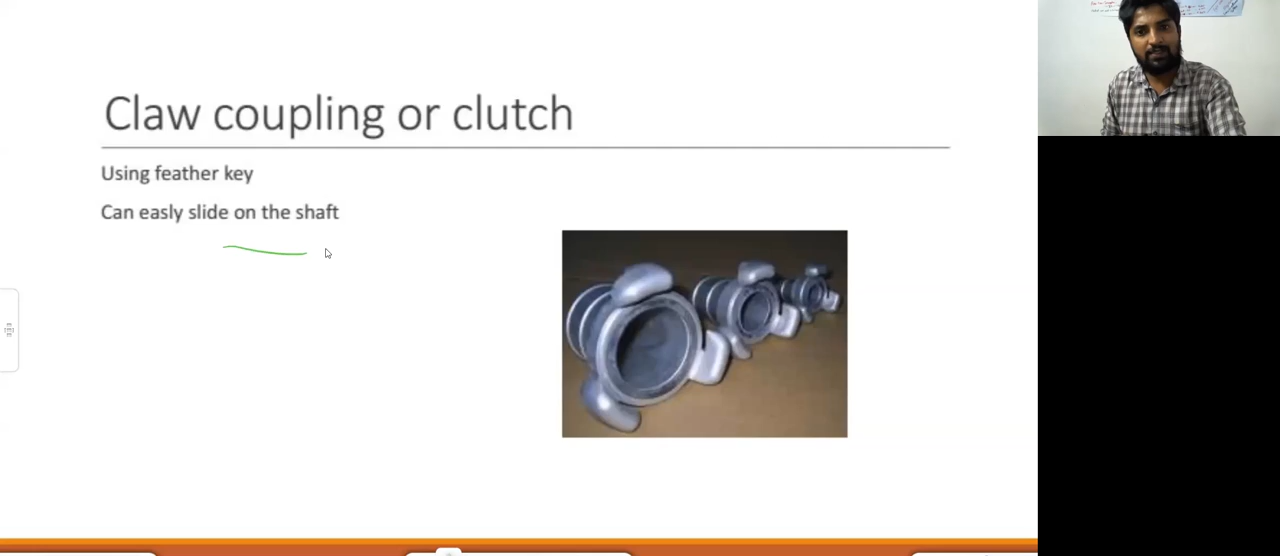 Claw coupling or clutch
Using feather key
Can easly slide on the shaft